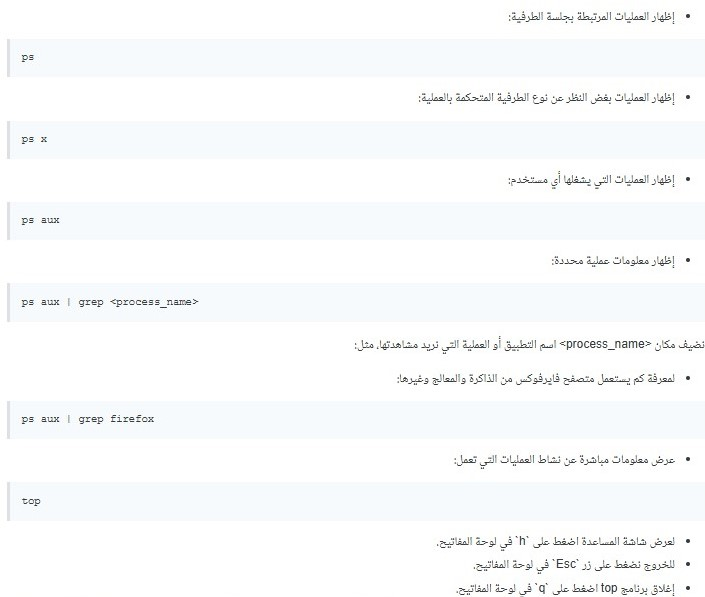 إظهار العمليات المرتبطة بجلسة الطرفية:
ps
إظهار العمليات بغض النظر عن نوع الطرفية المتحكمة بالعملية:
ps x
إظهار العمليات التي يشغلها أي مستخدم:
ps aux
إظهار معلومات عملية محددة:
ps aux | grep <process_name>
نضيف مكان <process_name> اسم التطبيق أو العملية التي نريد مشاهدتها، مثل:
لمعرفة كم يستعمل متصفح فايرفوكس من الذاكرة والمعالج وغيرها:
ps aux | grep firefox
عرض معلومات مباشرة عن نشاط العمليات التي تعمل:
top
لعرض شاشة المساعدة اضغط على `h` في لوحة المفاتيح.
للخروج نضغط على زر `Esc` في لوحة المفاتيح.
إغلاق برنامج top اضغط على `q` في لوحة المفاتيح.